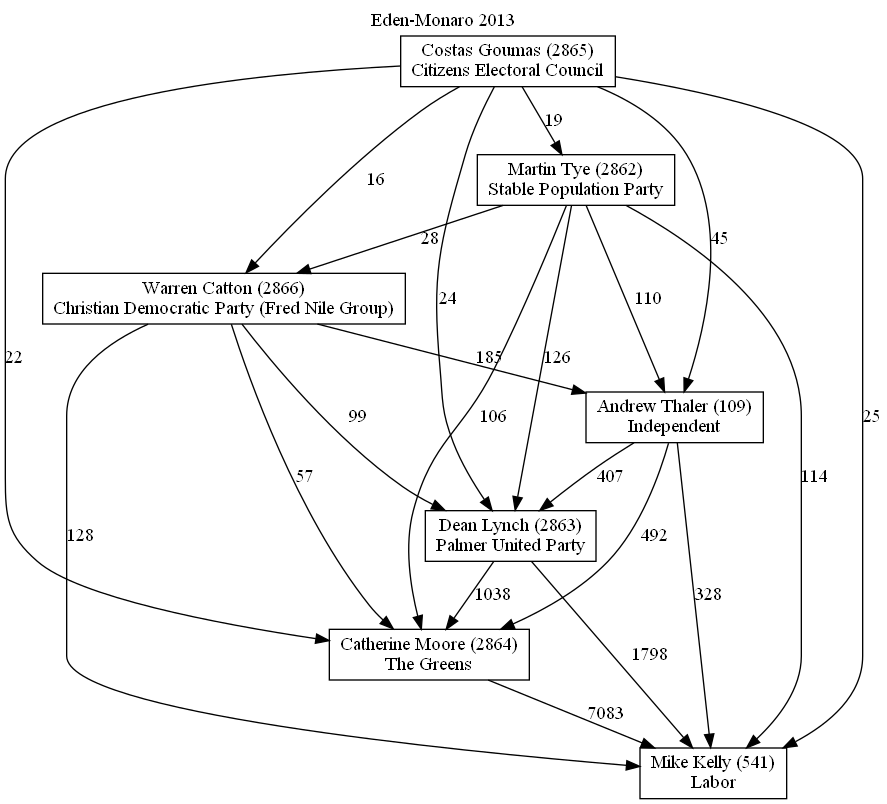 Eden-Monaro 2013
Costas Goumas (2865)
Citizens Electoral Council
19
Martin Tye (2862)
Stable Population Party
16
28
45
Warren Catton (2866)
Christian Democratic Party (Fred Nile Group)
24
110
22
185
126
Andrew Thaler (109)
Independent
99
106
25
57
407
114
Dean Lynch (2863)
Palmer United Party
128
492
1038
328
Catherine Moore (2864)
The Greens
1798
7083
Mike Kelly (541)
Labor